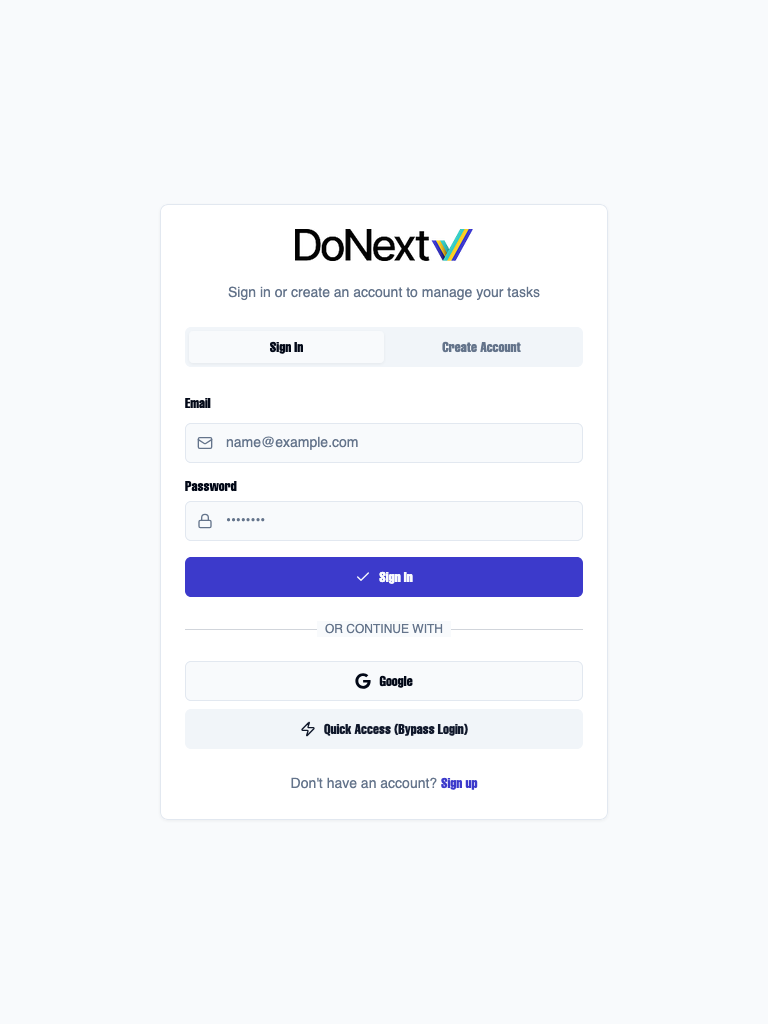 DoNext
Sign in or create an account to manage your tasks
Sign In
Create Account
Email
name@example.com
Password
••••••••
Sign In
OR CONTINUE WITH
Google
Quick Access (Bypass Login)
Don't have an account? Sign up